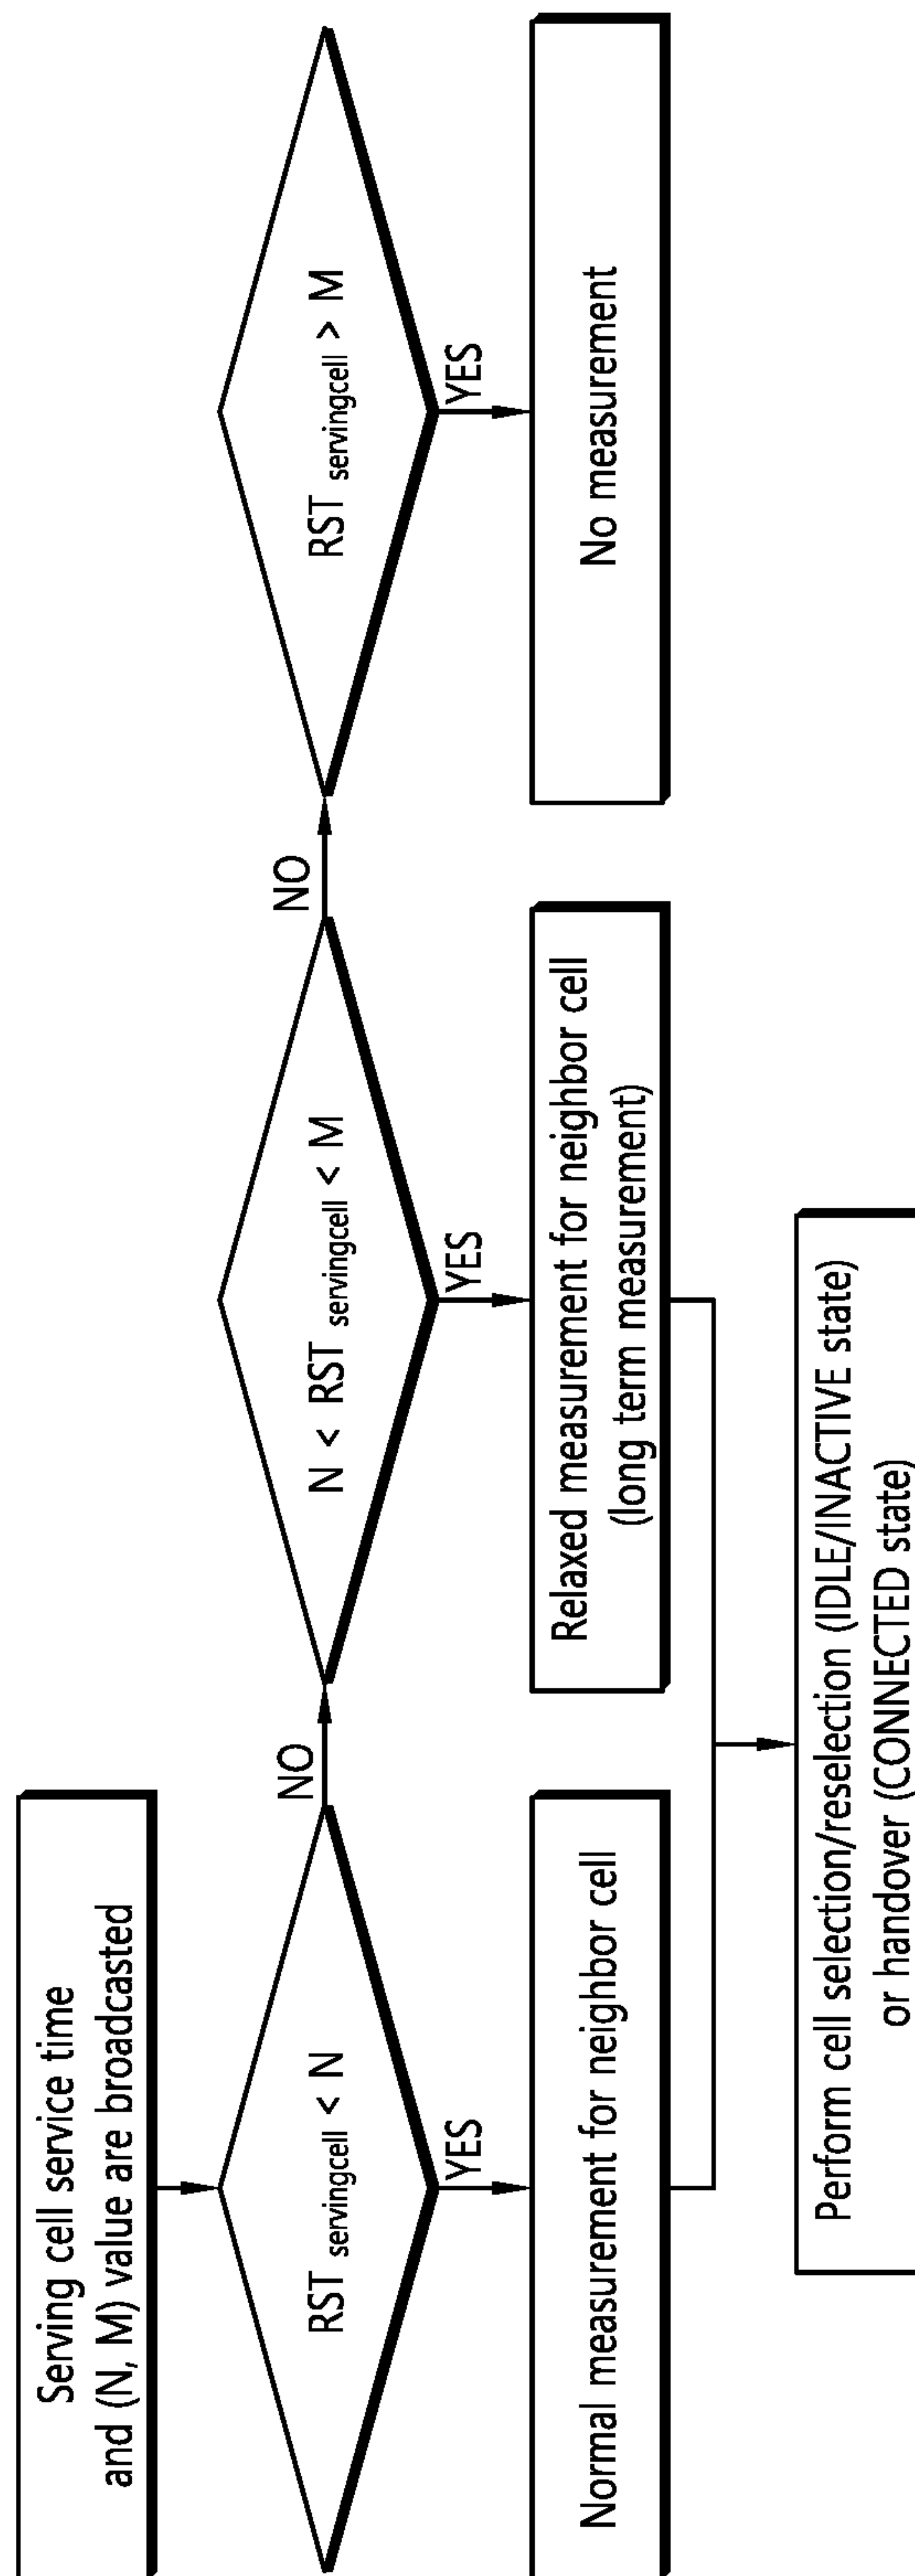 Serving cell service time
and (N, M) value are broadcasted
RST servingcell < N
NO
N < RST servingcell < M
NO
RST servingcell > M
YES
YES
YES
Normal measurement for neighbor cell
Relaxed measurement for neighbor cell
(long term measurement)
No measurement
Perform cell selection/reselection (IDLE/INACTIVE state)
or handover (CONNECTED state)